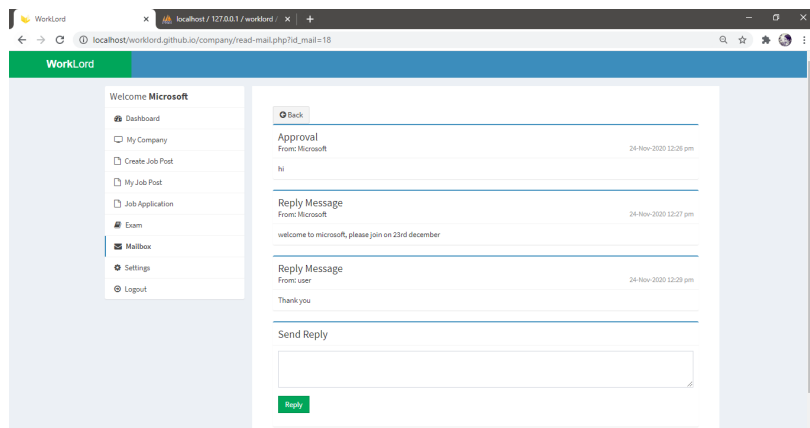 WorkLord
localhost / 127.0.0.1 / worklord /
localhost/worklord.github.io/company/read-mail.php?id_mail=18
WorkLord
Welcome Microsoft
Dashboard
My Company
Create Job Post
My Job Post
Job Application
Exam
Mailbox
Settings
Logout
Back
Approval
From: Microsoft 24-Nov-2020 12:26 pm
hi
Reply Message
From: Microsoft 24-Nov-2020 12:27 pm
welcome to microsoft, please join on 23rd december
Reply Message
From: user 24-Nov-2020 12:29 pm
Thank you
Send Reply
Reply